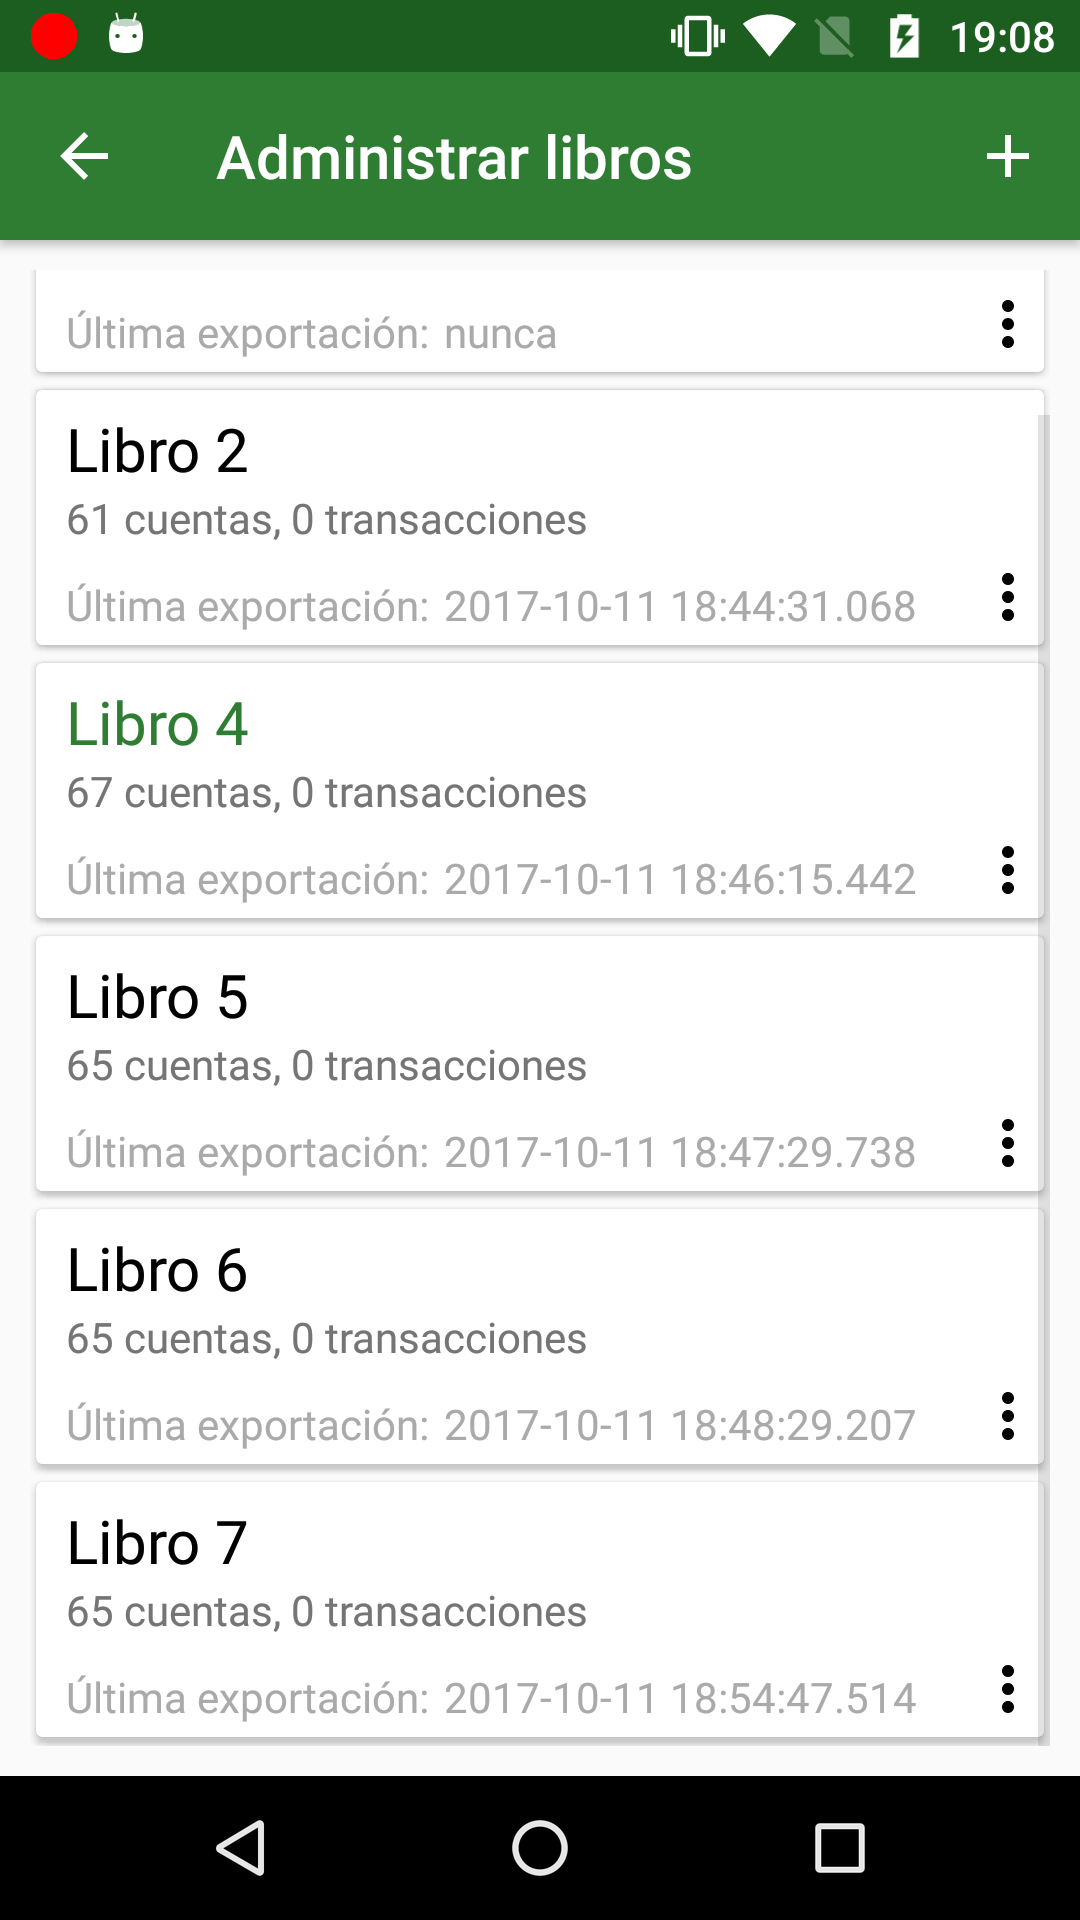 19:08
Administrar libros
Última exportación: nunca
Libro 2
61 cuentas, 0 transacciones
Última exportación: 2017-10-11 18:44:31.068
Libro 4
67 cuentas, 0 transacciones
Última exportación: 2017-10-11 18:46:15.442
Libro 5
65 cuentas, 0 transacciones
Última exportación: 2017-10-11 18:47:29.738
Libro 6
65 cuentas, 0 transacciones
Última exportación: 2017-10-11 18:48:29.207
Libro 7
65 cuentas, 0 transacciones
Última exportación: 2017-10-11 18:54:47.514